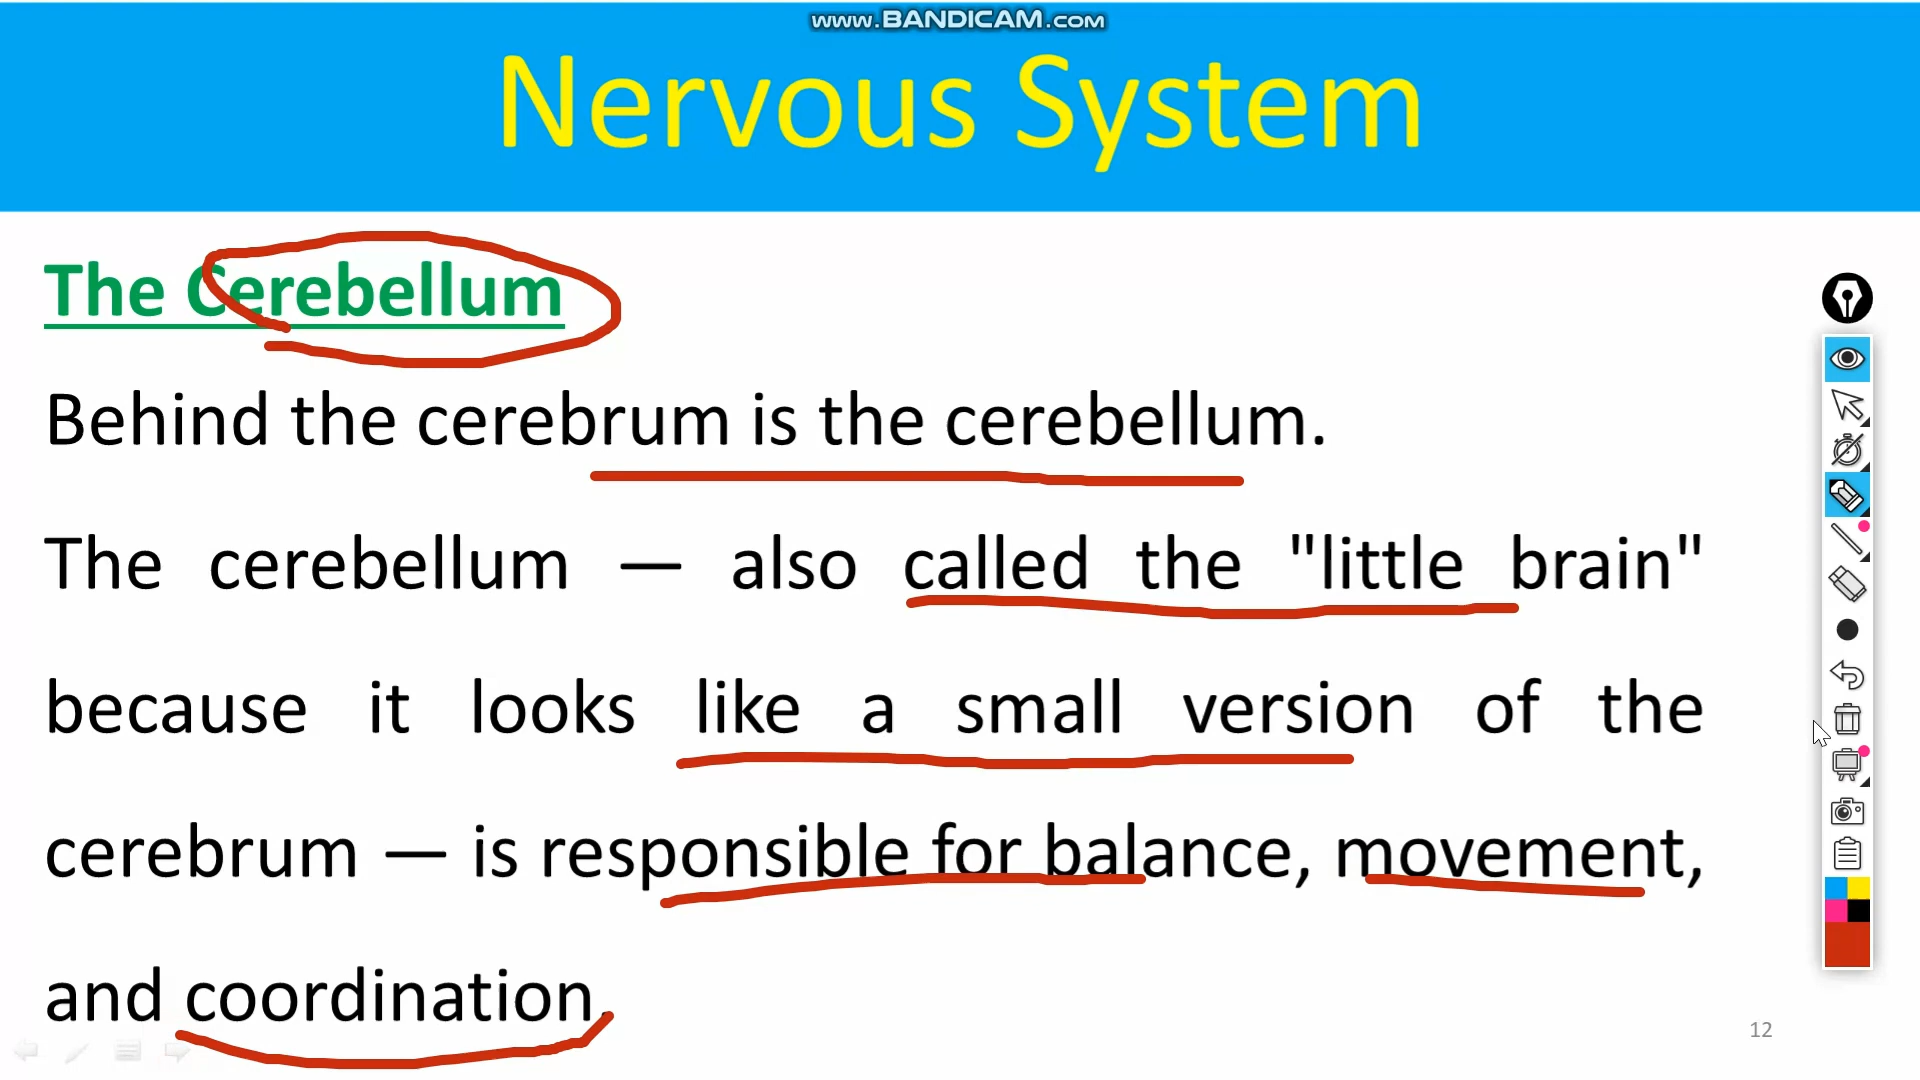 www.BANDICAM.com
Nervous System
The Cerebellum
Behind the cerebrum is the cerebellum.
The cerebellum — also called the "little brain"
because it looks like a small version of the
cerebrum — is responsible for balance, movement,
and coordination.
12